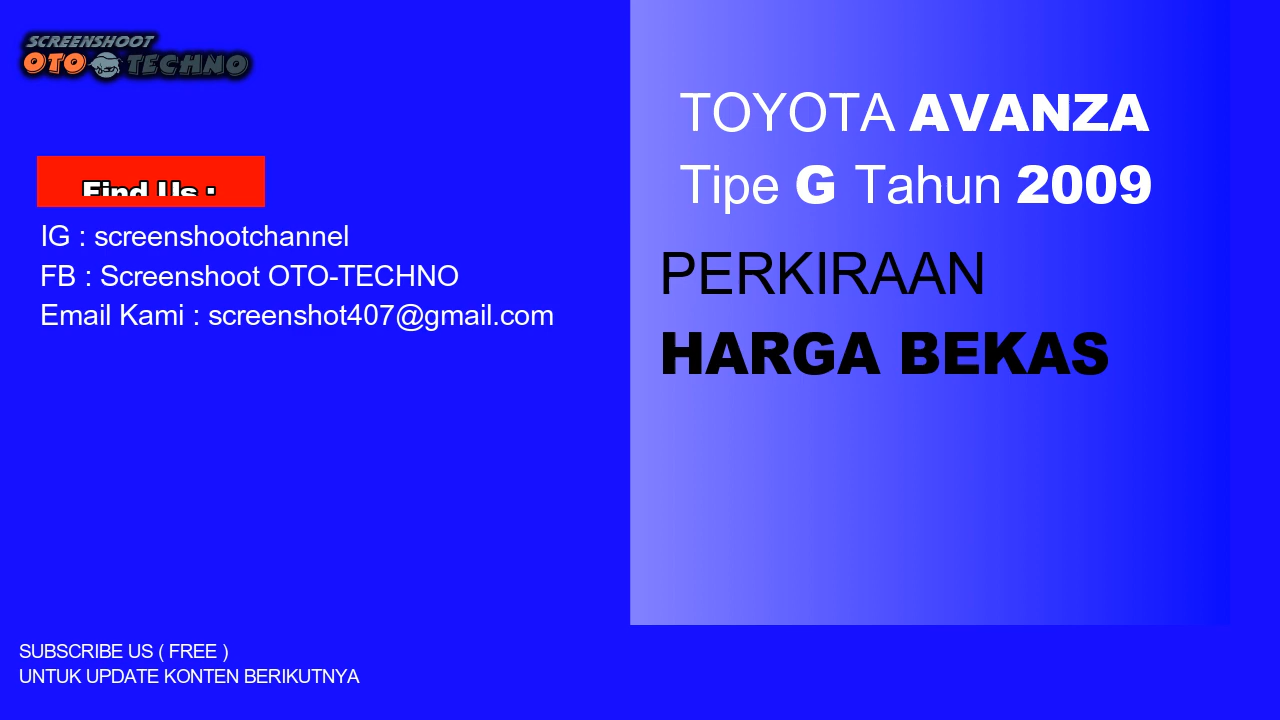 SCREENSHOOT
OTO TECHNO
Find Us :
IG : screenshootchannel
FB : Screenshoot OTO-TECHNO
Email Kami : screenshot407@gmail.com
TOYOTA AVANZA
Tipe G Tahun 2009
PERKIRAAN
HARGA BEKAS
SUBSCRIBE US ( FREE )
UNTUK UPDATE KONTEN BERIKUTNYA